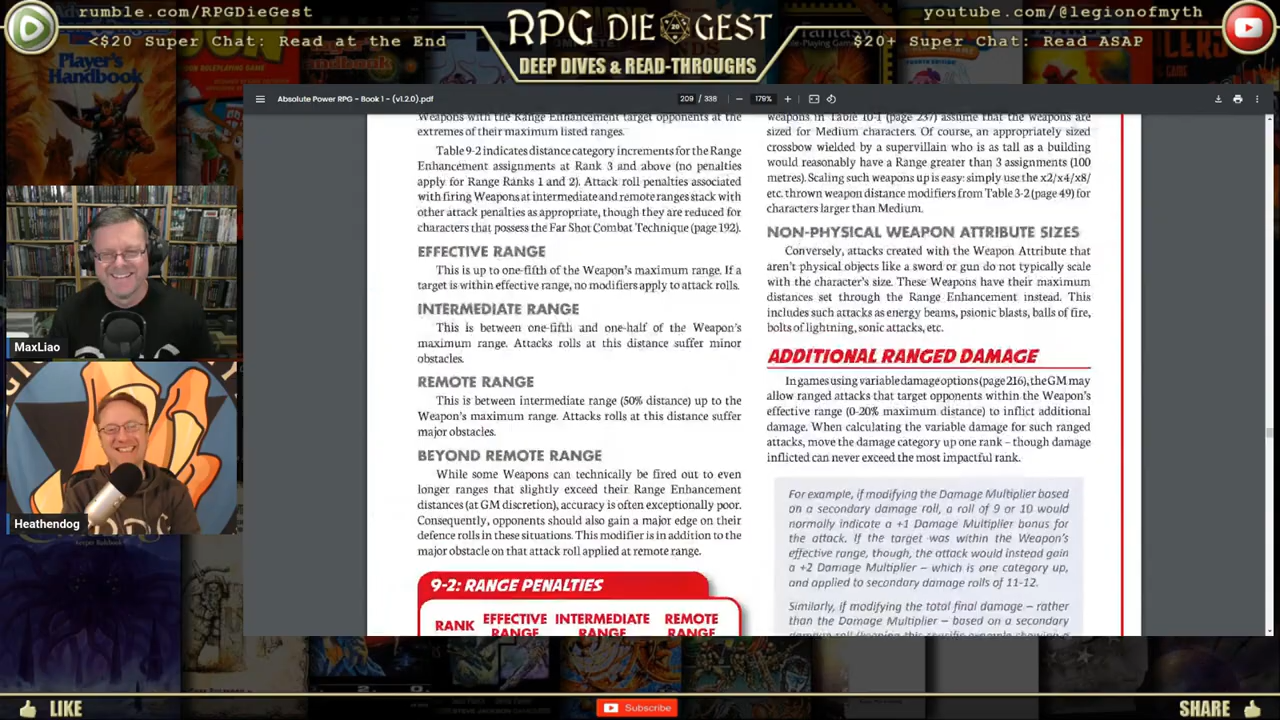 rumble.com/RPGDieGest
<$20 Super Chat: Read at the End
RPG DIE GEST
DEEP DIVES & READ-THROUGHS
youtube.com/@legionofmyth
$20+ Super Chat: Read ASAP
Player's
Handbook
Absolute Power RPG - Book 1 - (v1.2.0).pdf
209 / 338
179%
Weapons with the Range Enhancement target opponents at the
extremes of their maximum listed ranges.
Table 9-2 indicates distance category increments for the Range
Enhancement assignments at Rank 3 and above (no penalties
apply for Range Ranks 1 and 2). Attack roll penalties associated
with firing Weapons at intermediate and remote ranges stack with
other attack penalties as appropriate, though they are reduced for
characters that possess the Far Shot Combat Technique (page 192).
EFFECTIVE RANGE
This is up to one-fifth of the Weapon's maximum range. If a
target is within effective range, no modifiers apply to attack rolls.
INTERMEDIATE RANGE
This is between one-fifth and one-half of the Weapon's
maximum range. Attacks rolls at this distance suffer minor
obstacles.
REMOTE RANGE
This is between intermediate range (50% distance) up to the
Weapon's maximum range. Attacks rolls at this distance suffer
major obstacles.
BEYOND REMOTE RANGE
While some Weapons can technically be fired out to even
longer ranges that slightly exceed their Range Enhancement
distances (at GM discretion), accuracy is often exceptionally poor.
Consequently, opponents should also gain a major edge on their
defence rolls in these situations. This modifier is in addition to the
major obstacle on that attack roll applied at remote range.
9-2: RANGE PENALTIES
RANK EFFECTIVE RANGE INTERMEDIATE RANGE REMOTE RANGE
weapons in Table 10-1 (page 237) assume that the weapons are
sized for Medium characters. Of course, an appropriately sized
crossbow wielded by a supervillain who is as tall as a building
would reasonably have a Range greater than 3 assignments (100
metres). Scaling such weapons up is easy: simply use the x2/x4/x8/
etc. thrown weapon distance modifiers from Table 3-2 (page 49) for
characters larger than Medium.
NON-PHYSICAL WEAPON ATTRIBUTE SIZES
Conversely, attacks created with the Weapon Attribute that
aren't physical objects like a sword or gun do not typically scale
with the character's size. These Weapons have their maximum
distances set through the Range Enhancement instead. This
includes such attacks as energy beams, psionic blasts, balls of fire,
bolts of lightning, sonic attacks, etc.
ADDITIONAL RANGED DAMAGE
In games using variable damage options (page 216), the GM may
allow ranged attacks that target opponents within the Weapon's
effective range (0-20% maximum distance) to inflict additional
damage. When calculating the variable damage for such ranged
attacks, move the damage category up one rank – though damage
inflicted can never exceed the most impactful rank.
For example, if modifying the Damage Multiplier based
on a secondary damage roll, a roll of 9 or 10 would
normally indicate a +1 Damage Multiplier bonus for
the attack. If the target was within the Weapon's
effective range, though, the attack would instead gain
a +2 Damage Multiplier – which is one category up,
and applied to secondary damage rolls of 11-12.
Similarly, if modifying the total final damage – rather
than the Damage Multiplier – based on a secondary
MaxLiao
Heathendog
LIKE
Subscribe
SHARE